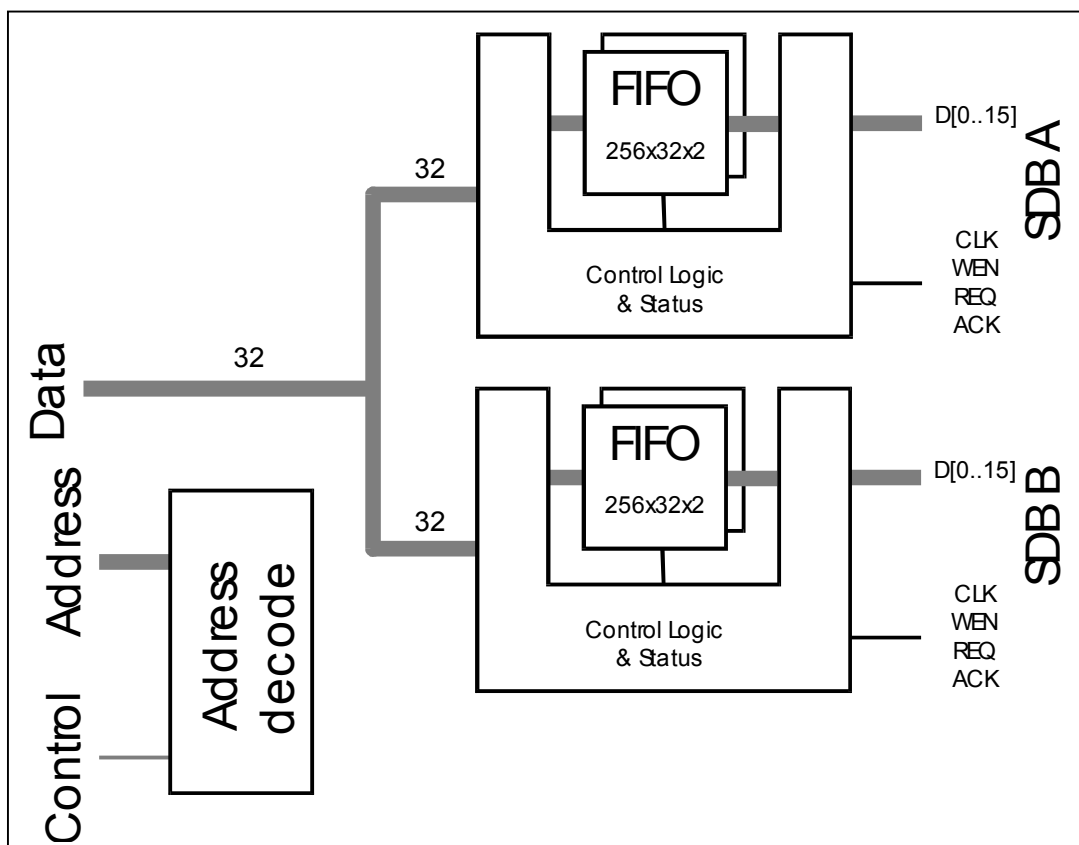 FIFO
256x32x2
D[0..15]
SDB A
32
CLK
WEN
REQ
ACK
Control Logic
& Status
32
Data
FIFO
256x32x2
D[0..15]
SDB B
32
CLK
WEN
REQ
ACK
Control Logic
& Status
Address
Address
decode
Control